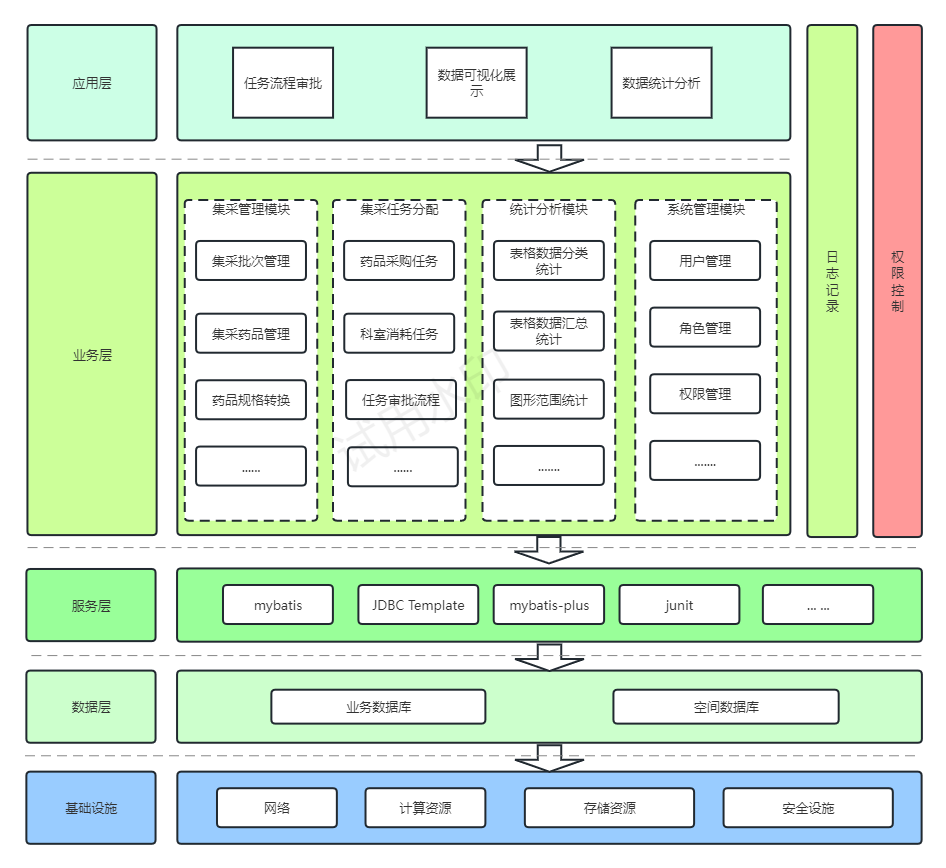 应用层
任务流程审批
数据可视化展
示
数据统计分析
日
志
记
录
权
限
控
制
业务层
集采管理模块
集采批次管理
集采药品管理
药品规格转换
......
集采任务分配
药品采购任务
科室消耗任务
任务审批流程
......
统计分析模块
表格数据分类
统计
表格数据汇总
统计
图形范围统计
.......
系统管理模块
用户管理
角色管理
权限管理
.......
试用水印
服务层
mybatis
JDBC Template
mybatis-plus
junit
... ...
数据层
业务数据库
空间数据库
基础设施
网络
计算资源
存储资源
安全设施